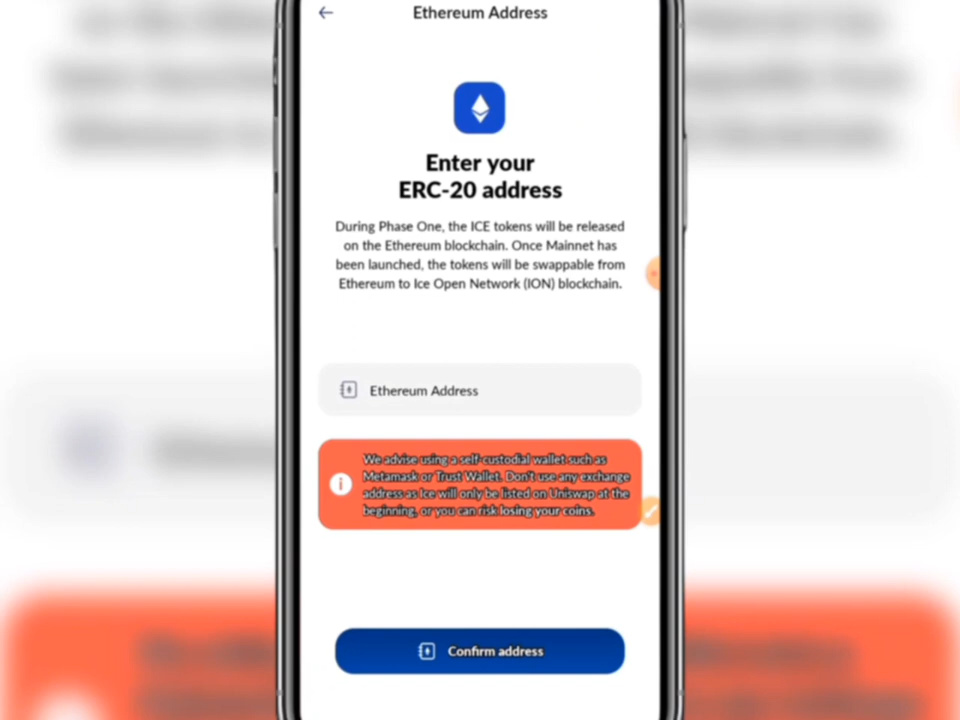 Ethereum Address
Enter your
ERC-20 address
During Phase One, the ICE tokens will be released
on the Ethereum blockchain. Once Mainnet has
been launched, the tokens will be swappable from
Ethereum to Ice Open Network (ION) blockchain.
Ethereum Address
We advise using a self-custodial wallet such as
Metamask or Trust Wallet. Don't use any exchange
address as Ice will only be listed on Uniswap at the
beginning, or you can risk losing your coins.
Confirm address